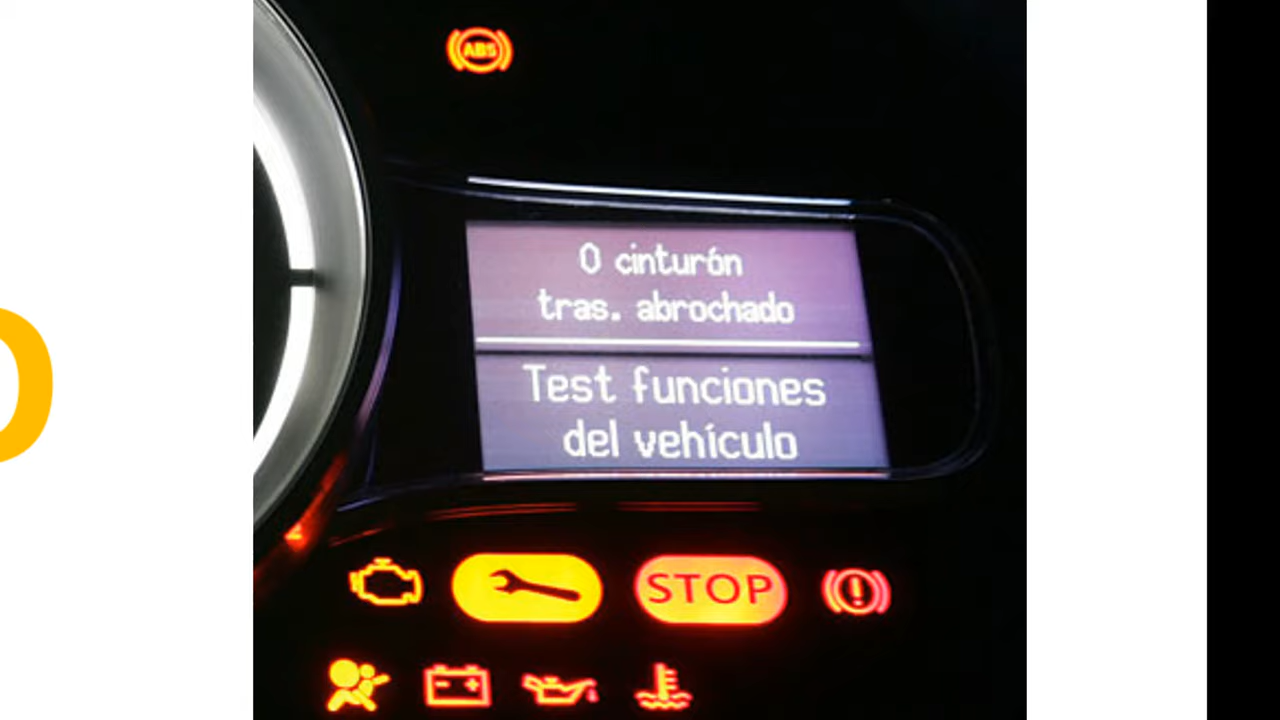 ABS
0 cinturón
tras. abrochado
Test funciones
del vehículo
STOP